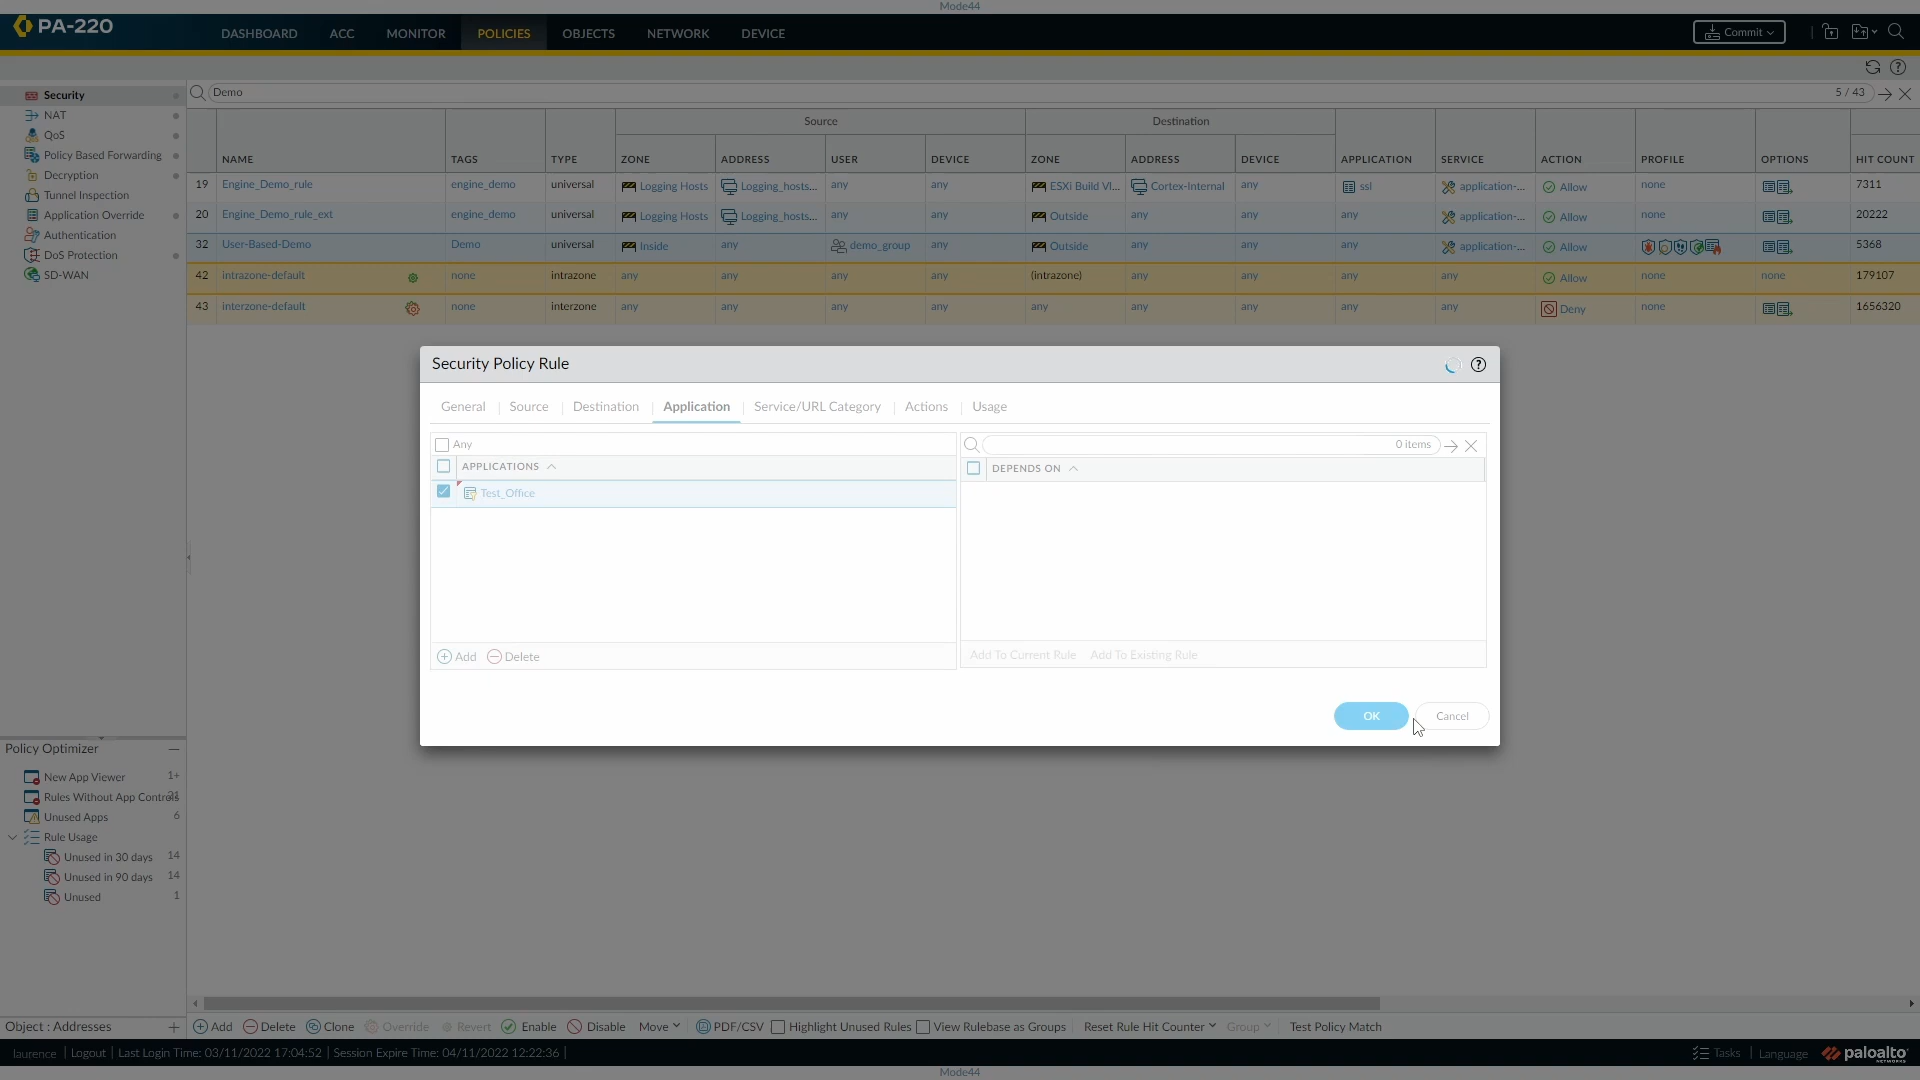 Mode44
PA-220
DASHBOARD ACC MONITOR POLICIES OBJECTS NETWORK DEVICE
Commit
Security
NAT
QoS
Policy Based Forwarding
Decryption
Tunnel Inspection
Application Override
Authentication
DoS Protection
SD-WAN
Demo 5 / 43
Source Destination
NAME TAGS TYPE ZONE ADDRESS USER DEVICE ZONE ADDRESS DEVICE APPLICATION SERVICE ACTION PROFILE OPTIONS HIT COUNT
19 Engine_Demo_rule engine_demo universal Logging Hosts Logging_hosts... any any ESXi Build Vl... Cortex-Internal any ssl application-... Allow none 7311
20 Engine_Demo_rule_ext engine_demo universal Logging Hosts Logging_hosts... any any Outside any any any application-... Allow none 20222
32 User-Based-Demo Demo universal Inside any demo_group any Outside any any any application-... Allow 5368
42 intrazone-default none intrazone any any any any (intrazone) any any any any Allow none none 179107
43 interzone-default none interzone any any any any any any any any any Deny none 1656320
Security Policy Rule
General Source Destination Application Service/URL Category Actions Usage
Any
0 items
APPLICATIONS
DEPENDS ON
Test_Office
Add Delete
Add To Current Rule Add To Existing Rule
OK Cancel
Policy Optimizer
New App Viewer 1+
Rules Without App Controls 21
Unused Apps 6
Rule Usage
Unused in 30 days 14
Unused in 90 days 14
Unused 1
Object : Addresses
Add Delete Clone Override Revert Enable Disable Move PDF/CSV Highlight Unused Rules View Rulebase as Groups Reset Rule Hit Counter Group Test Policy Match
laurence | Logout | Last Login Time: 03/11/2022 17:04:52 | Session Expire Time: 04/11/2022 12:22:36 |
Tasks | Language paloalto NETWORKS
Mode44